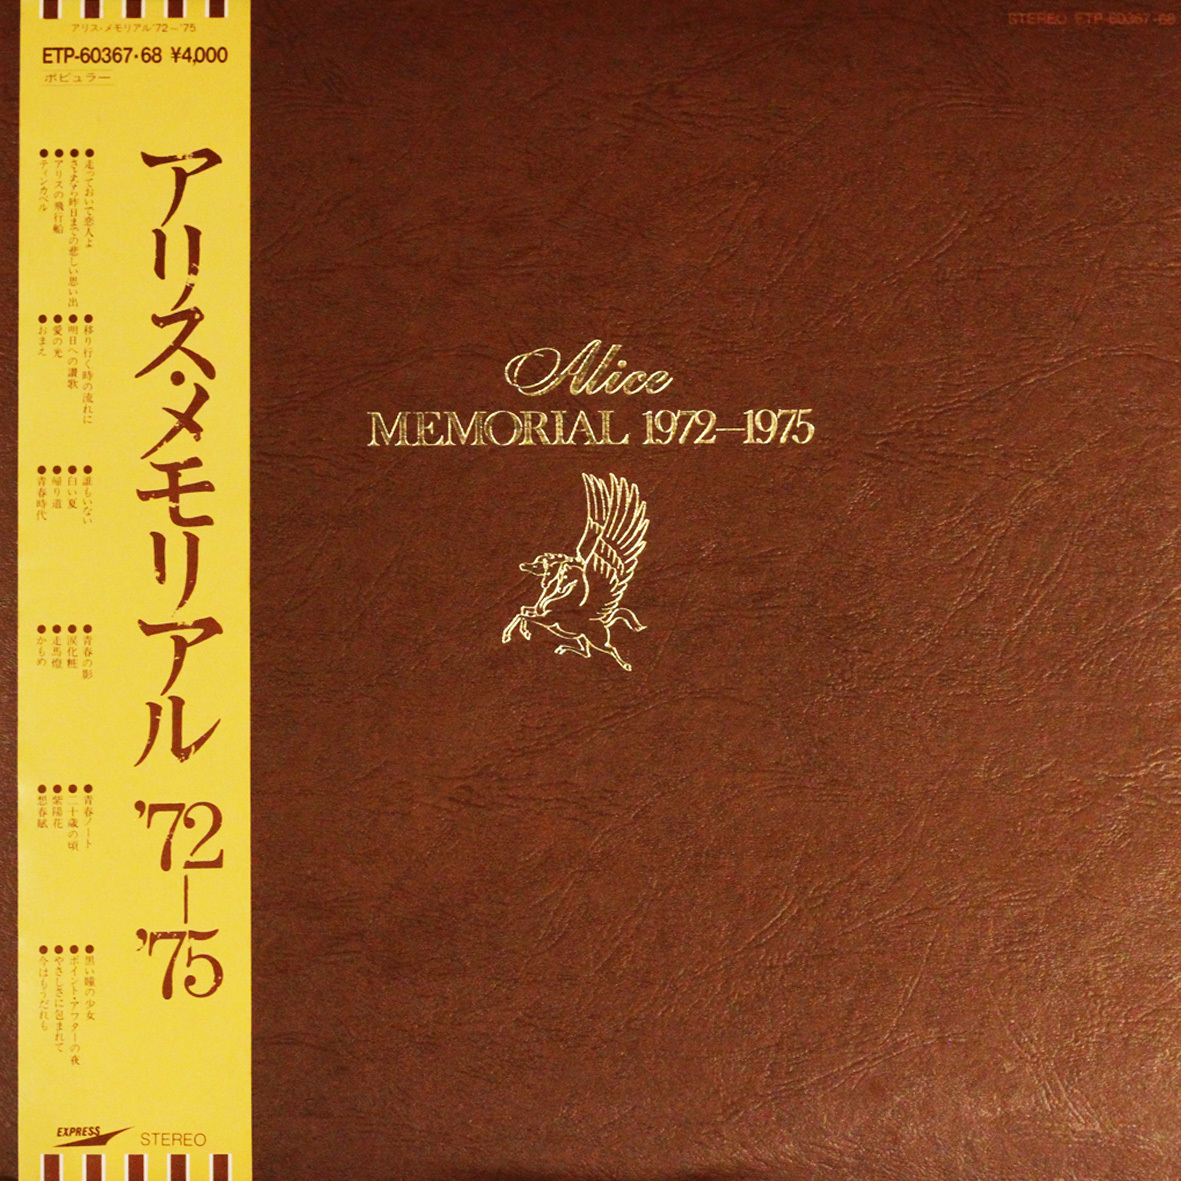 アリス・メモリアル'72—'75
ETP-60367・68 ¥4,000
ポピュラー
アリス・メモリアル '72—'75
●走っておいで恋人よ
●さよなら昨日までの悲しい思い出
●アリスの飛行船
●ティンカベル
●移り行く時の流れに
●明日への讃歌
●愛の光
●おまえ
●誰もいない
●白い夏
●帰り道
●青春時代
●青春の影
●涙化粧
●走馬燈
●かもめ
●青春ノート
●二十歳の頃
●紫陽花
●想春賦
●黒い瞳の少女
●ポイント・アフターの夜
●やさしさに包まれて
●今はもうだれも
EXPRESS
STEREO
STEREO ETP-60367・68
Alice
MEMORIAL 1972—1975